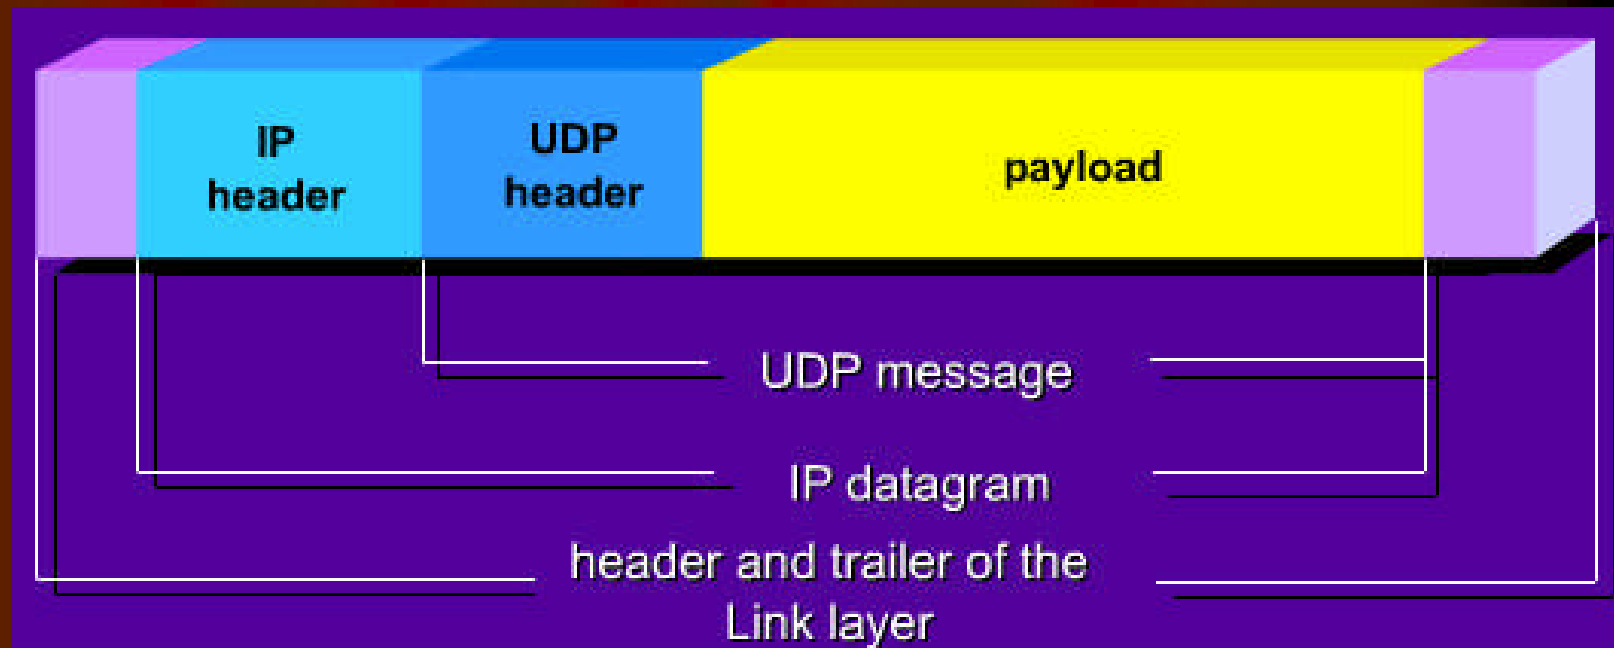 IP
header
UDP
header
payload
UDP message
IP datagram
header and trailer of the
Link layer